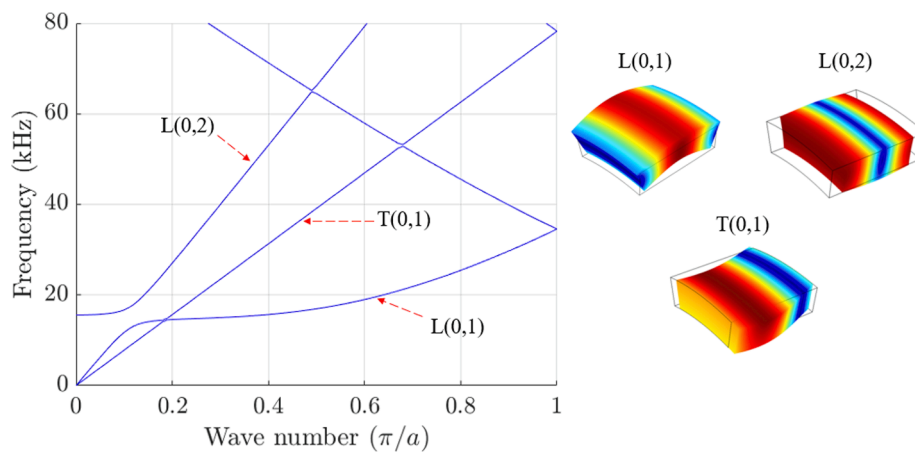 80
60
40
20
0
Frequency (kHz)
0
0.2
0.4
0.6
0.8
1
Wave number (π/a)
L(0,2)
T(0,1)
L(0,1)
L(0,1)
L(0,2)
T(0,1)